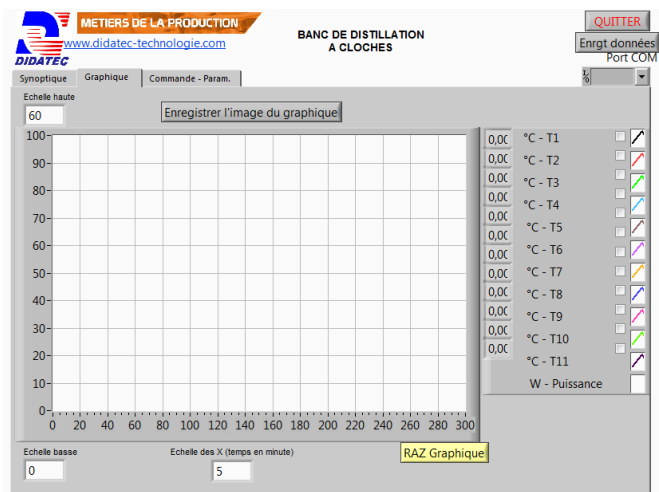 METIERS DE LA PRODUCTION
www.didatec-technologie.com
DIDATEC
BANC DE DISTILLATION
A CLOCHES
QUITTER
Enrgt données
Port COM
Synoptique
Graphique
Commande - Param.
Echelle haute
60
Enregistrer l'image du graphique
100
90
80
70
60
50
40
30
20
10
0
0 20 40 60 80 100 120 140 160 180 200 220 240 260 280 300
0,00 °C - T1
0,00 °C - T2
0,00 °C - T3
0,00 °C - T4
0,00 °C - T5
0,00 °C - T6
0,00 °C - T7
0,00 °C - T8
0,00 °C - T9
0,00 °C - T10
0,00 °C - T11
0,00 W - Puissance
Echelle basse
0
Echelle des X (temps en minute)
5
RAZ Graphique